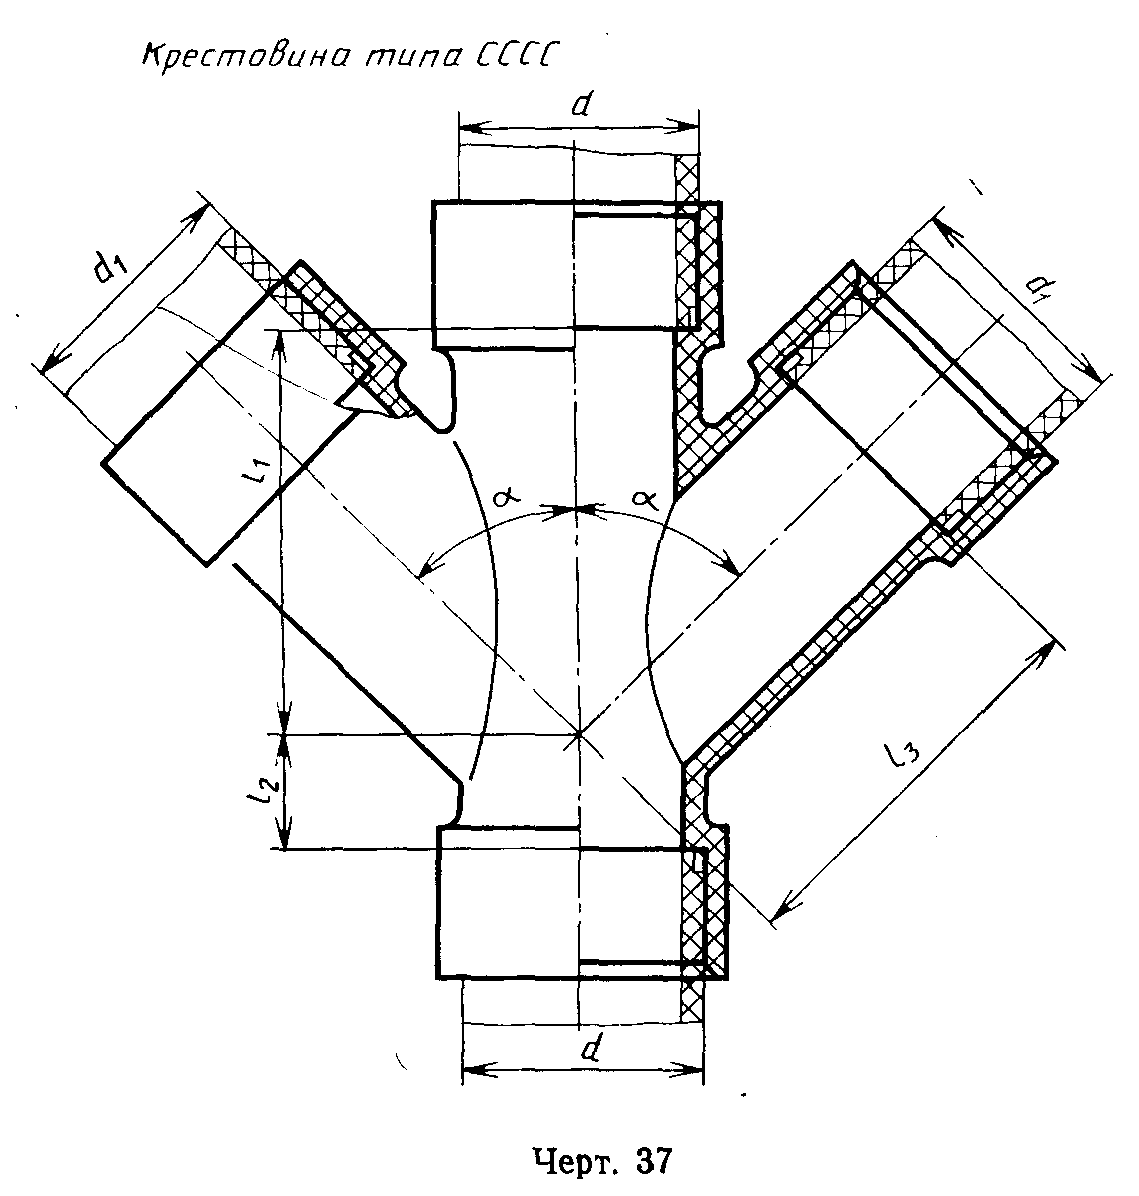 Крестовина типа СССС
d
d₁
d₁
l₁
α
α
l₃
l₂
d
Черт. 37